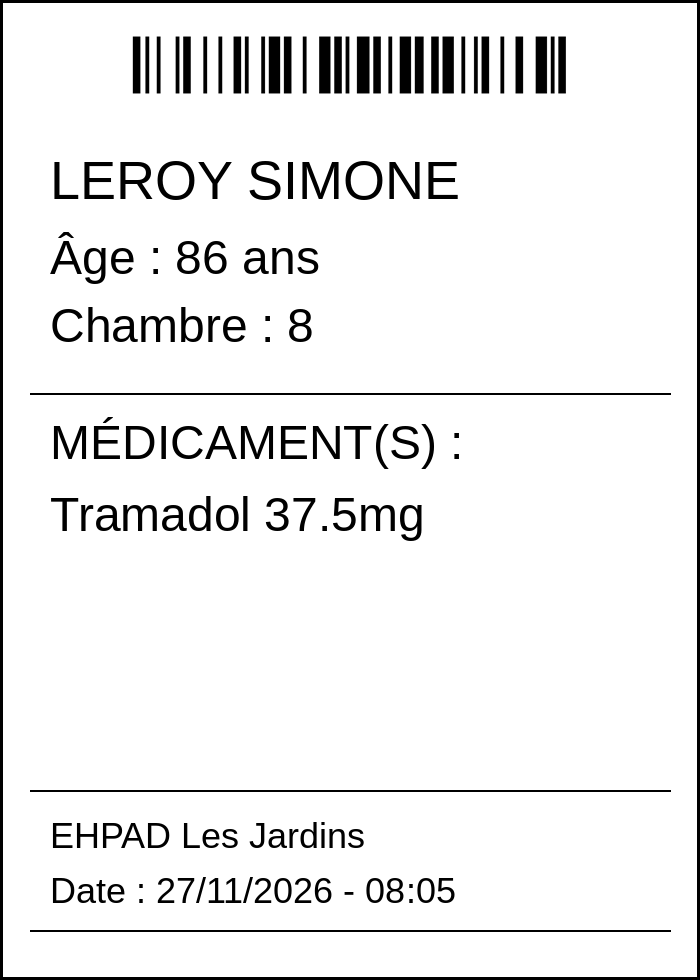 LEROY SIMONE
Âge : 86 ans
Chambre : 8
MÉDICAMENT(S) :
Tramadol 37.5mg
EHPAD Les Jardins
Date : 27/11/2026 - 08:05